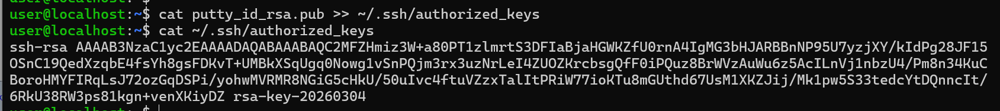 user@localhost:~$ cat putty_id_rsa.pub >> ~/.ssh/authorized_keys
user@localhost:~$ cat ~/.ssh/authorized_keys
ssh-rsa AAAAB3NzaC1yc2EAAAADAQABAAABAQC2MFZHmiz3W+a80PT1zlmrtS3DFIaBjaHGWKZfU0rnA4IgMG3bHJARBBnNP95U7yzjXY/kIdPg28JF15
OSnC19QedXzqbE4fsYh8gsFDKvT+UMBkXSqUgq0Nowg1vSnPQjm3rx3uzNrLeI4ZUOZKrcbsgQfF0iPQuz8BrWVzAuWu6z5AcILnVj1nbzU4/Pm8n34KuC
BoroHMYFIRqLsJ72ozGqDSPi/yohwMVRMR8NGiG5cHkU/50uIvc4ftuVZzxTalItPRiW77ioKTu8mGUthd67UsM1XKZJij/Mk1pw5S33tedcYtDQnncIt/
6RkU38RW3ps81kgn+venXKiyDZ rsa-key-20260304